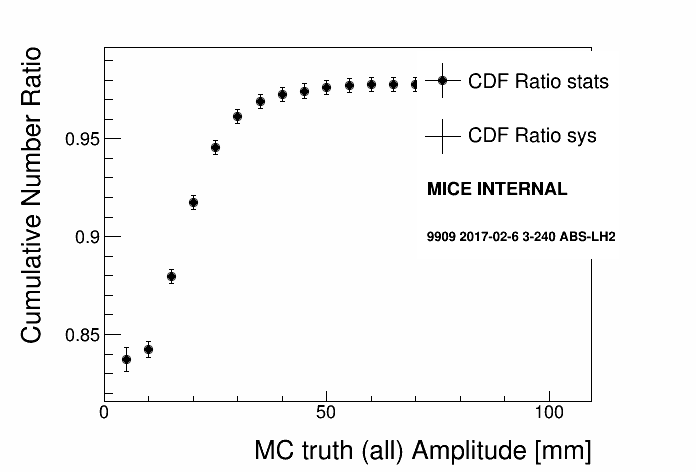 Cumulative Number Ratio
0.95
0.9
0.85
0
50
100
MC truth (all) Amplitude [mm]
CDF Ratio stats
CDF Ratio sys
MICE INTERNAL
9909 2017-02-6 3-240 ABS-LH2